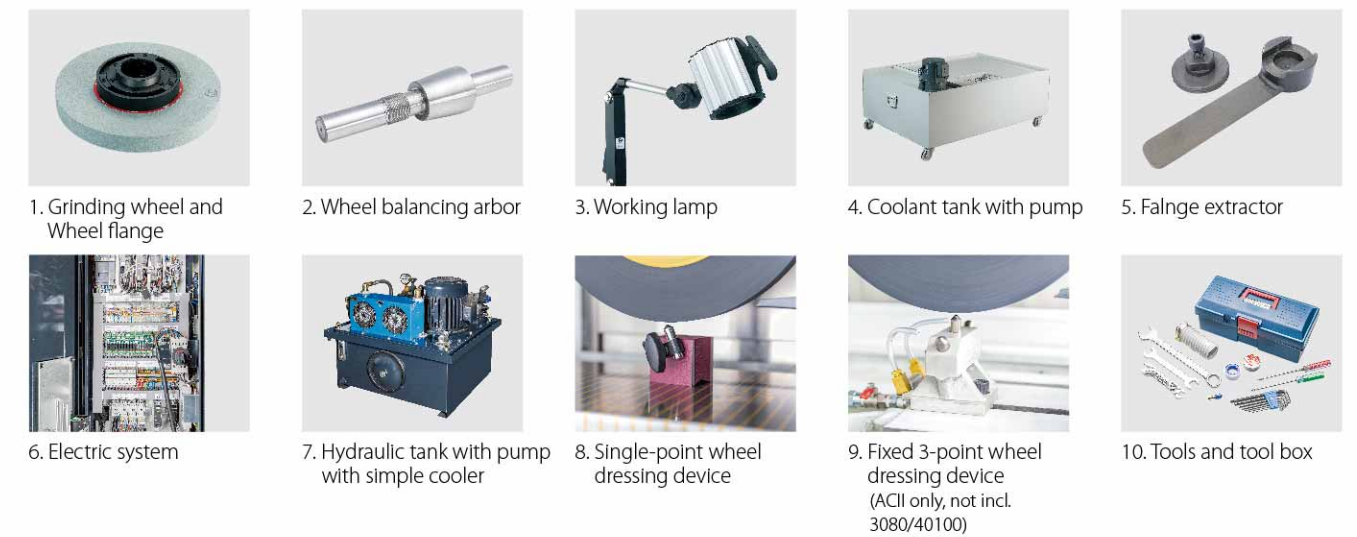 1. Grinding wheel and
Wheel flange
2. Wheel balancing arbor
3. Working lamp
4. Coolant tank with pump
5. Falnge extractor
6. Electric system
7. Hydraulic tank with pump
with simple cooler
8. Single-point wheel
dressing device
9. Fixed 3-point wheel
dressing device
(ACII only, not incl.
3080/40100)
10. Tools and tool box